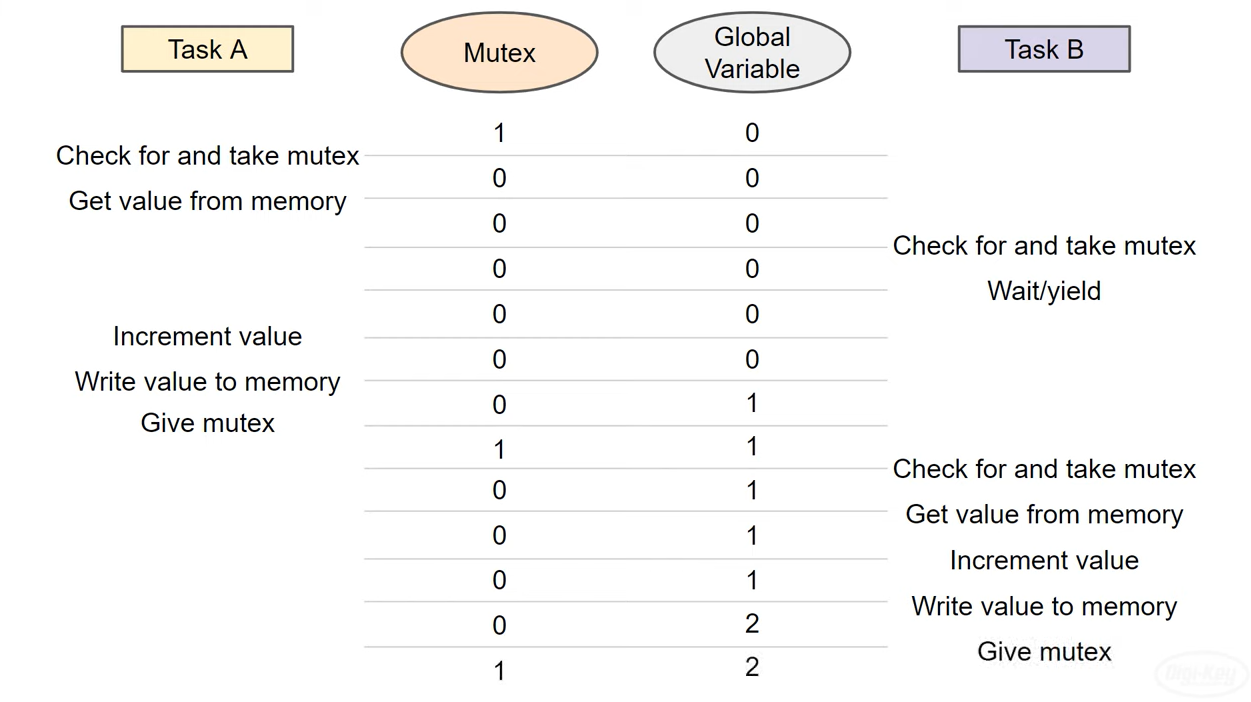 Task A
Mutex
Global
Variable
Task B
1 0
Check for and take mutex
0 0
Get value from memory
0 0
Check for and take mutex
0 0
Wait/yield
0 0
Increment value
0 0
Write value to memory
0 1
Give mutex
1 1
Check for and take mutex
0 1
Get value from memory
0 1
Increment value
0 1
Write value to memory
0 2
Give mutex
1 2
Digi-Key